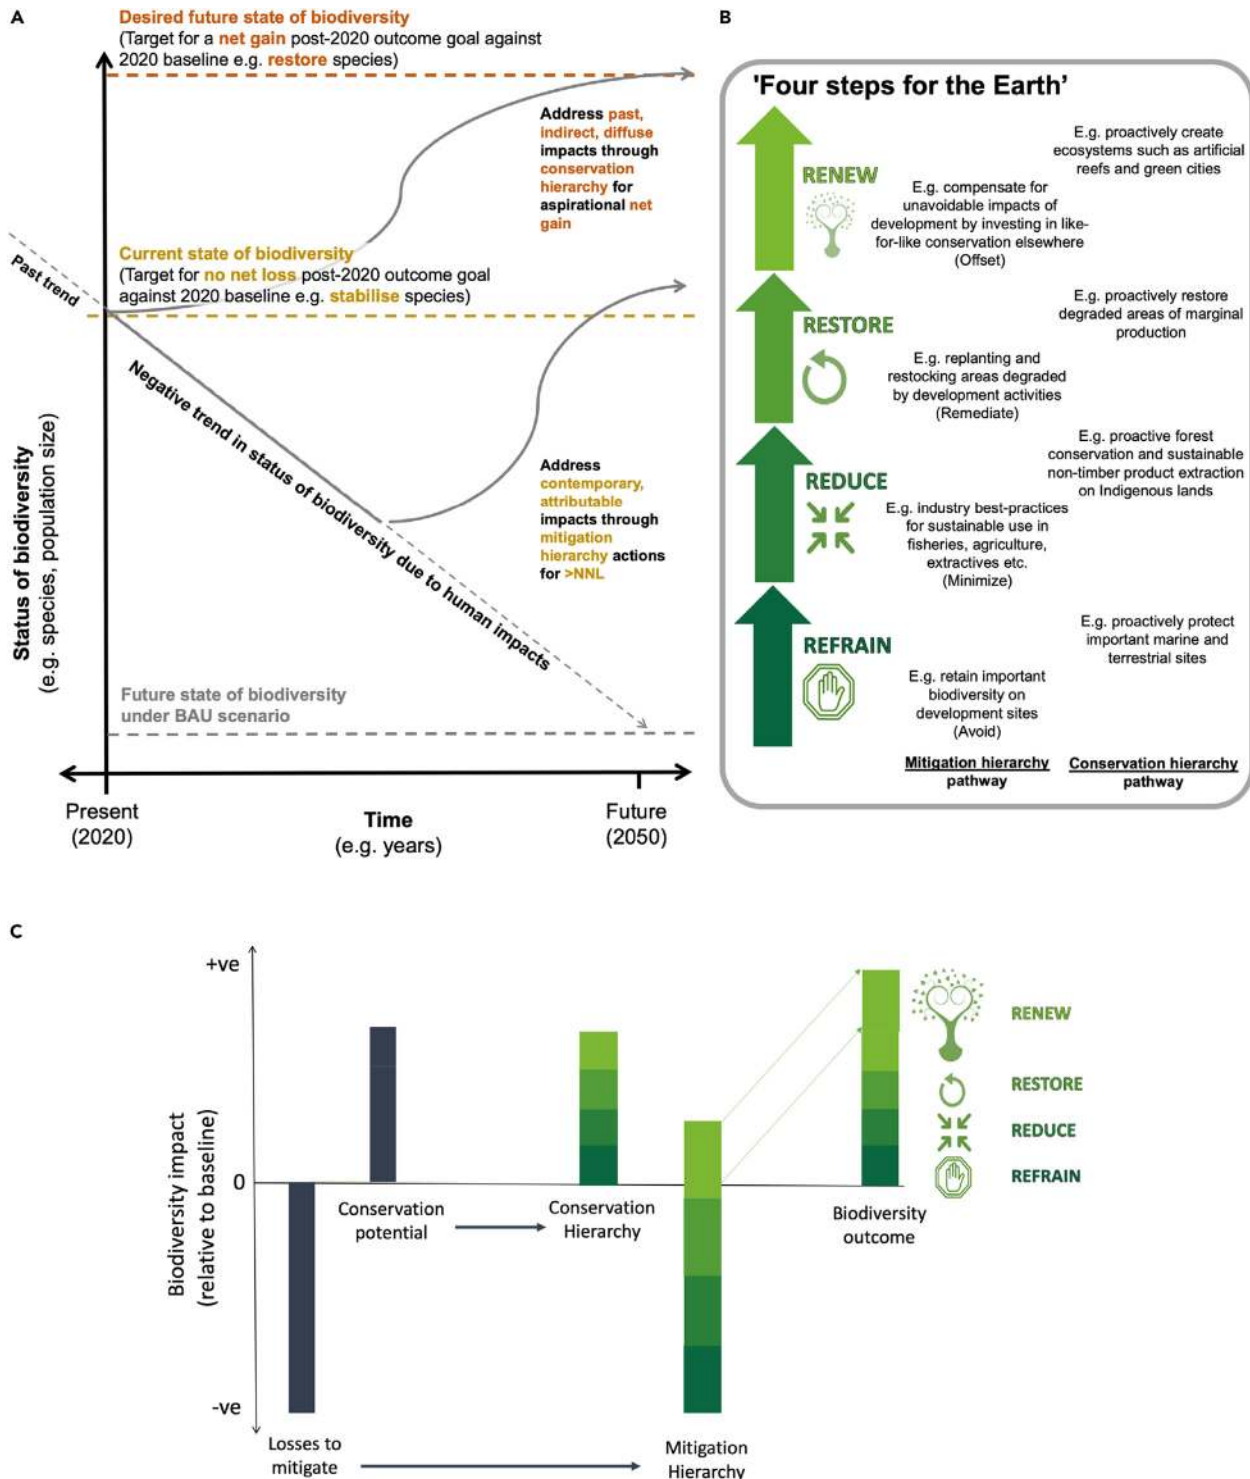 A
Desired future state of biodiversity
(Target for a net gain post-2020 outcome goal against
2020 baseline e.g. restore species)
Address past,
indirect, diffuse
impacts through
conservation
hierarchy for
aspirational net
gain
Past trend
Current state of biodiversity
(Target for no net loss post-2020 outcome goal
against 2020 baseline e.g. stabilise species)
Negative trend in status of biodiversity due to human impacts
Address
contemporary,
attributable
impacts through
mitigation
hierarchy actions
for >NNL
Status of biodiversity
(e.g. species, population size)
Future state of biodiversity
under BAU scenario
Present
(2020)
Time
(e.g. years)
Future
(2050)
B
'Four steps for the Earth’
RENEW
E.g. compensate for
unavoidable impacts of
development by investing in like-
for-like conservation elsewhere
(Offset)
E.g. proactively create
ecosystems such as artificial
reefs and green cities
RESTORE
E.g. replanting and
restocking areas degraded
by development activities
(Remediate)
E.g. proactively restore
degraded areas of marginal
production
REDUCE
E.g. industry best-practices
for sustainable use in
fisheries, agriculture,
extractives etc.
(Minimize)
E.g. proactive forest
conservation and sustainable
non-timber product extraction
on Indigenous lands
REFRAIN
E.g. retain important
biodiversity on
development sites
(Avoid)
E.g. proactively protect
important marine and
terrestrial sites
Mitigation hierarchy
pathway
Conservation hierarchy
pathway
C
+ve
0
-ve
Biodiversity impact
(relative to baseline)
Losses to
mitigate
Conservation
potential
Conservation
Hierarchy
Mitigation
Hierarchy
Biodiversity
outcome
RENEW
RESTORE
REDUCE
REFRAIN